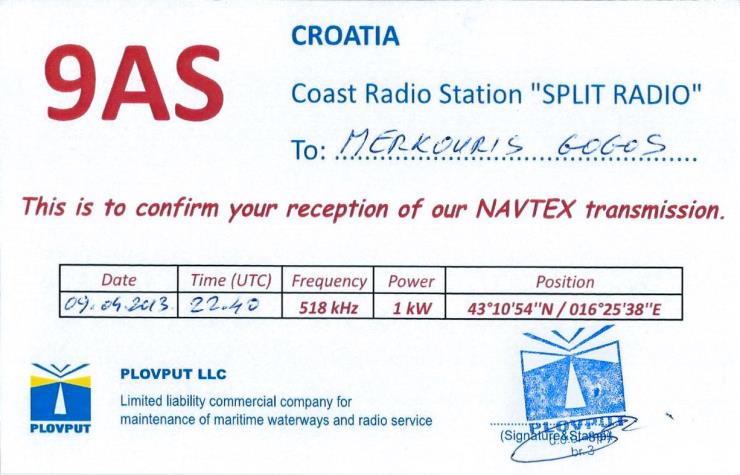 9AS
CROATIA
Coast Radio Station "SPLIT RADIO"
To: MERKOURIS GOGOS
This is to confirm your reception of our NAVTEX transmission.
Date Time (UTC) Frequency Power Position
09.09.2013. 22.40 518 kHz 1 kW 43°10'54"N / 016°25'38"E
PLOVPUT LLC
Limited liability commercial company for
maintenance of maritime waterways and radio service
PLOVPUT
PLOVPUT
(Signature&Stamp)
br. 3